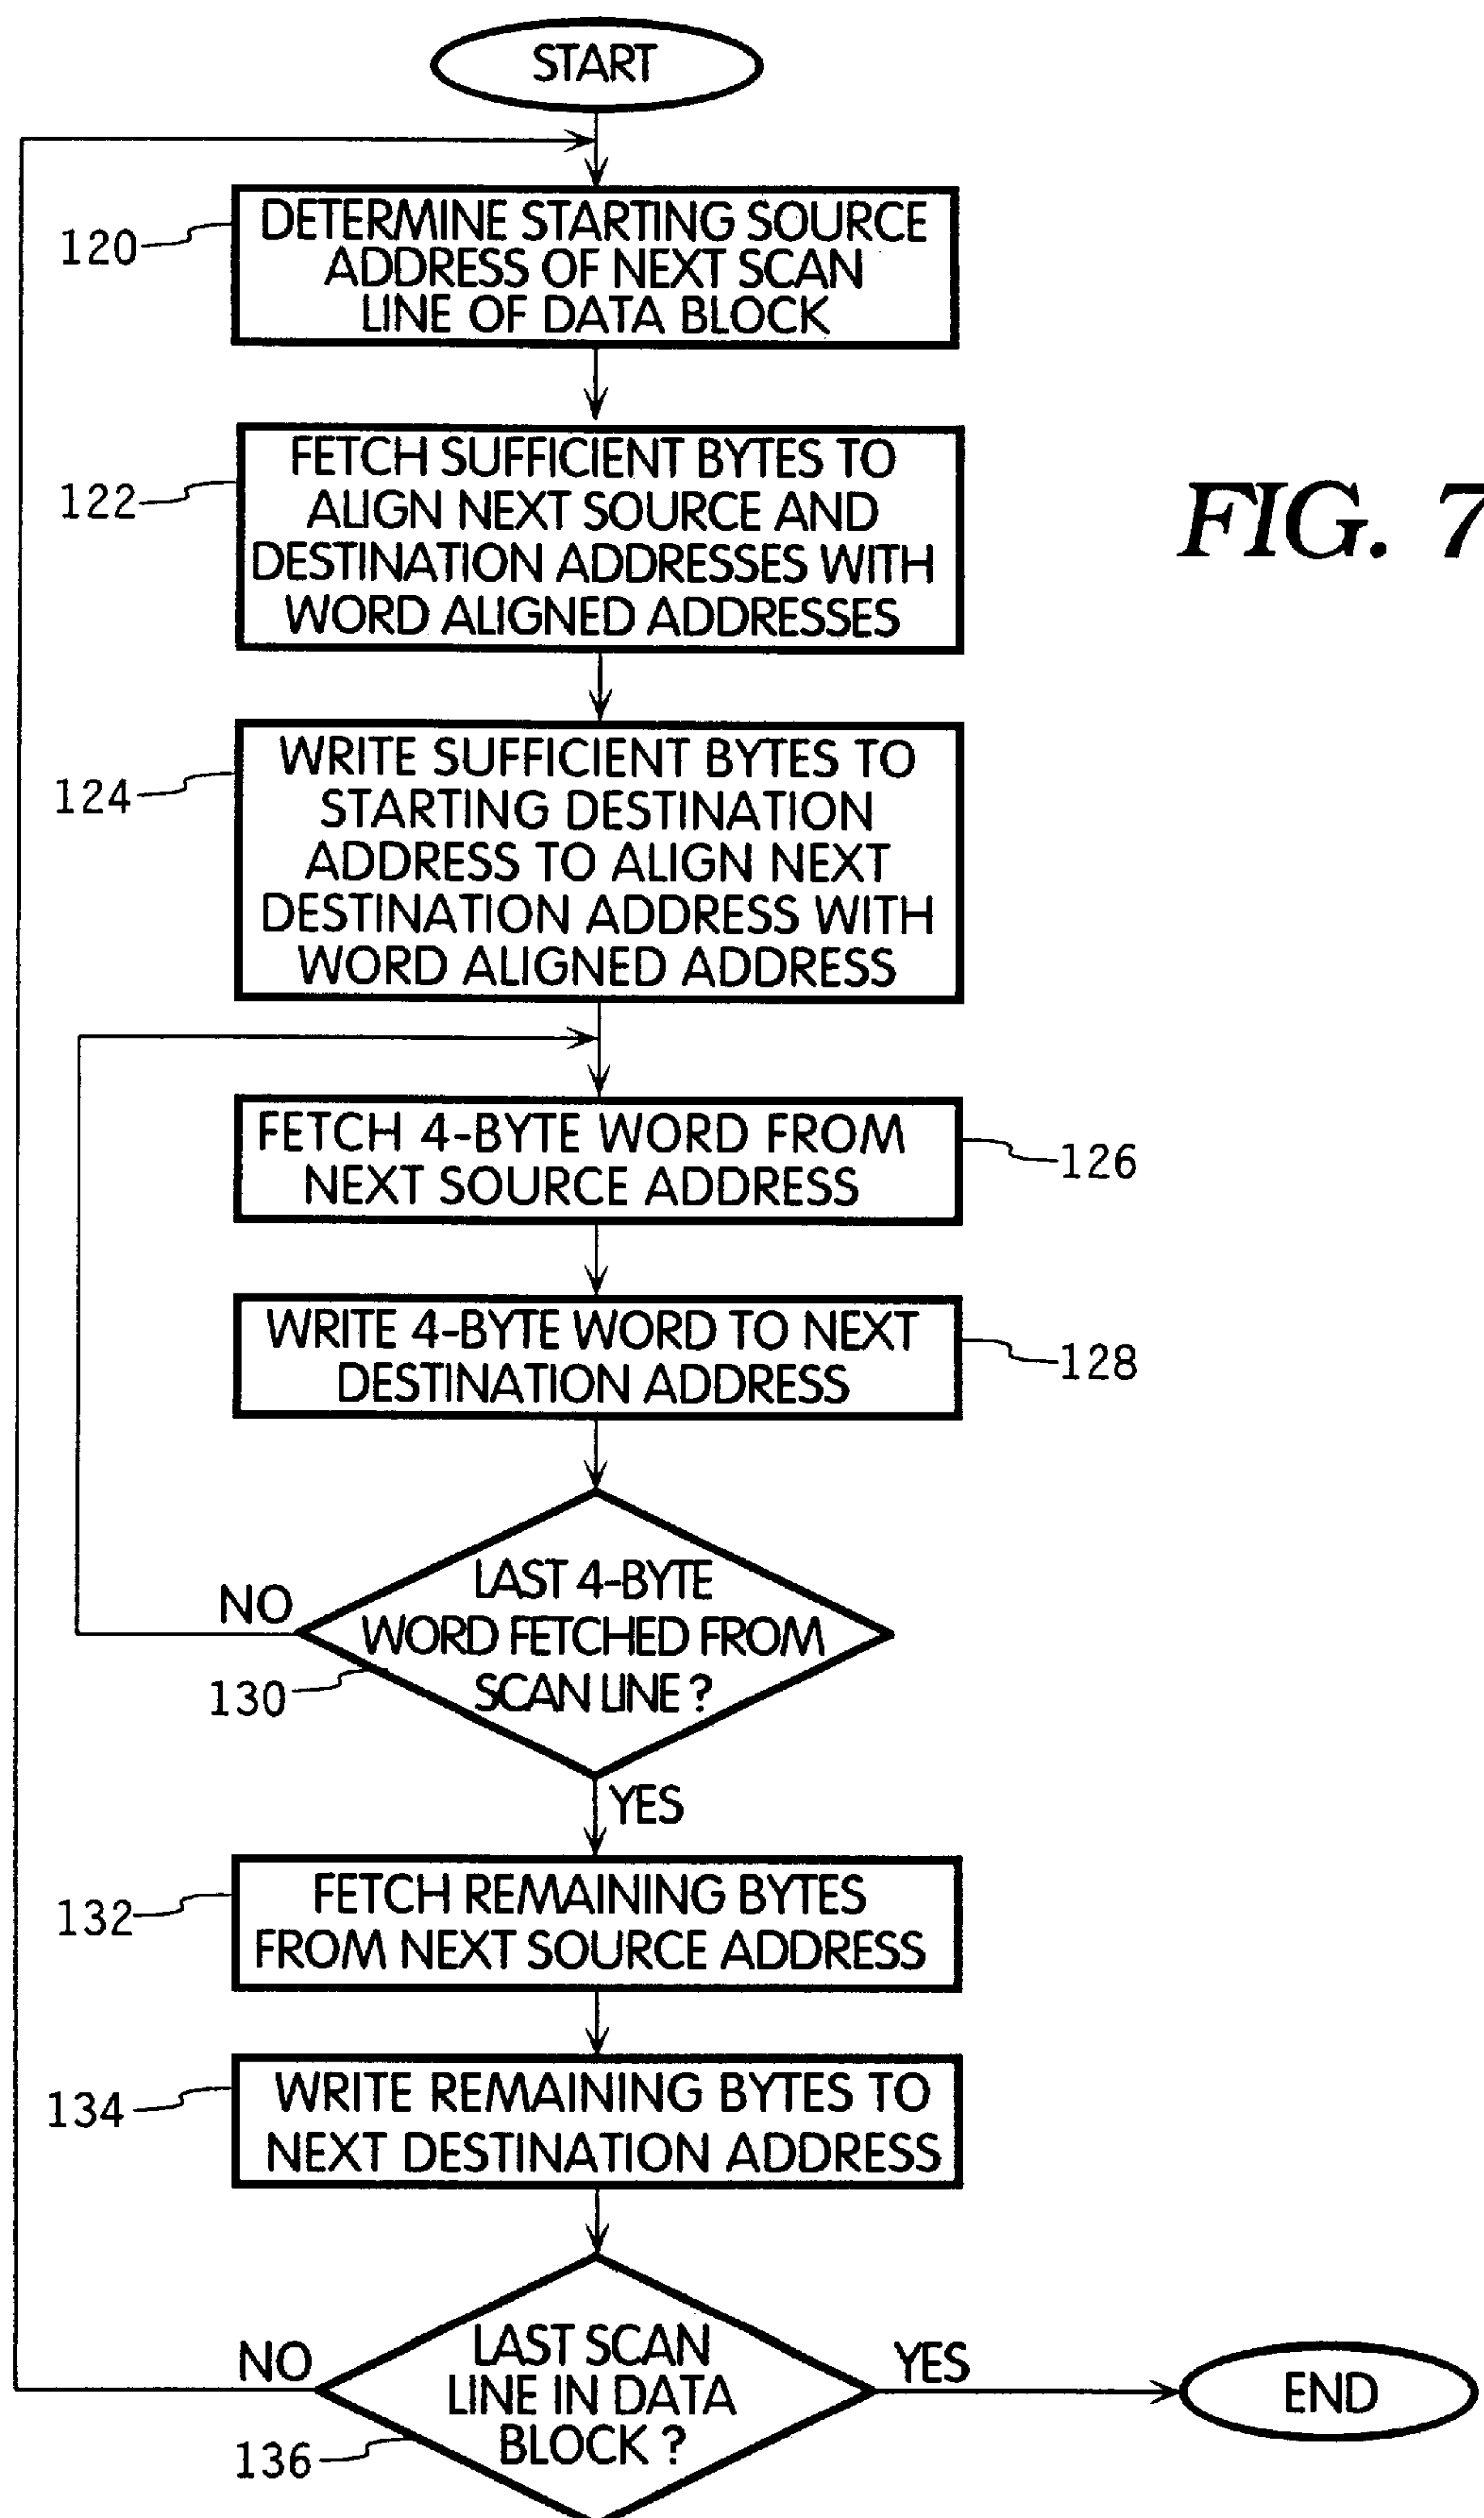 START
120
DETERMINE STARTING SOURCE
ADDRESS OF NEXT SCAN
LINE OF DATA BLOCK
122
FETCH SUFFICIENT BYTES TO
ALIGN NEXT SOURCE AND
DESTINATION ADDRESSES WITH
WORD ALIGNED ADDRESSES
FIG. 7
124
WRITE SUFFICIENT BYTES TO
STARTING DESTINATION
ADDRESS TO ALIGN NEXT
DESTINATION ADDRESS WITH
WORD ALIGNED ADDRESS
FETCH 4-BYTE WORD FROM
NEXT SOURCE ADDRESS
126
WRITE 4-BYTE WORD TO NEXT
DESTINATION ADDRESS
128
LAST 4-BYTE
WORD FETCHED FROM
SCAN LINE ?
NO
130
YES
132
FETCH REMAINING BYTES
FROM NEXT SOURCE ADDRESS
134
WRITE REMAINING BYTES TO
NEXT DESTINATION ADDRESS
NO
LAST SCAN
LINE IN DATA
BLOCK ?
136
YES
END